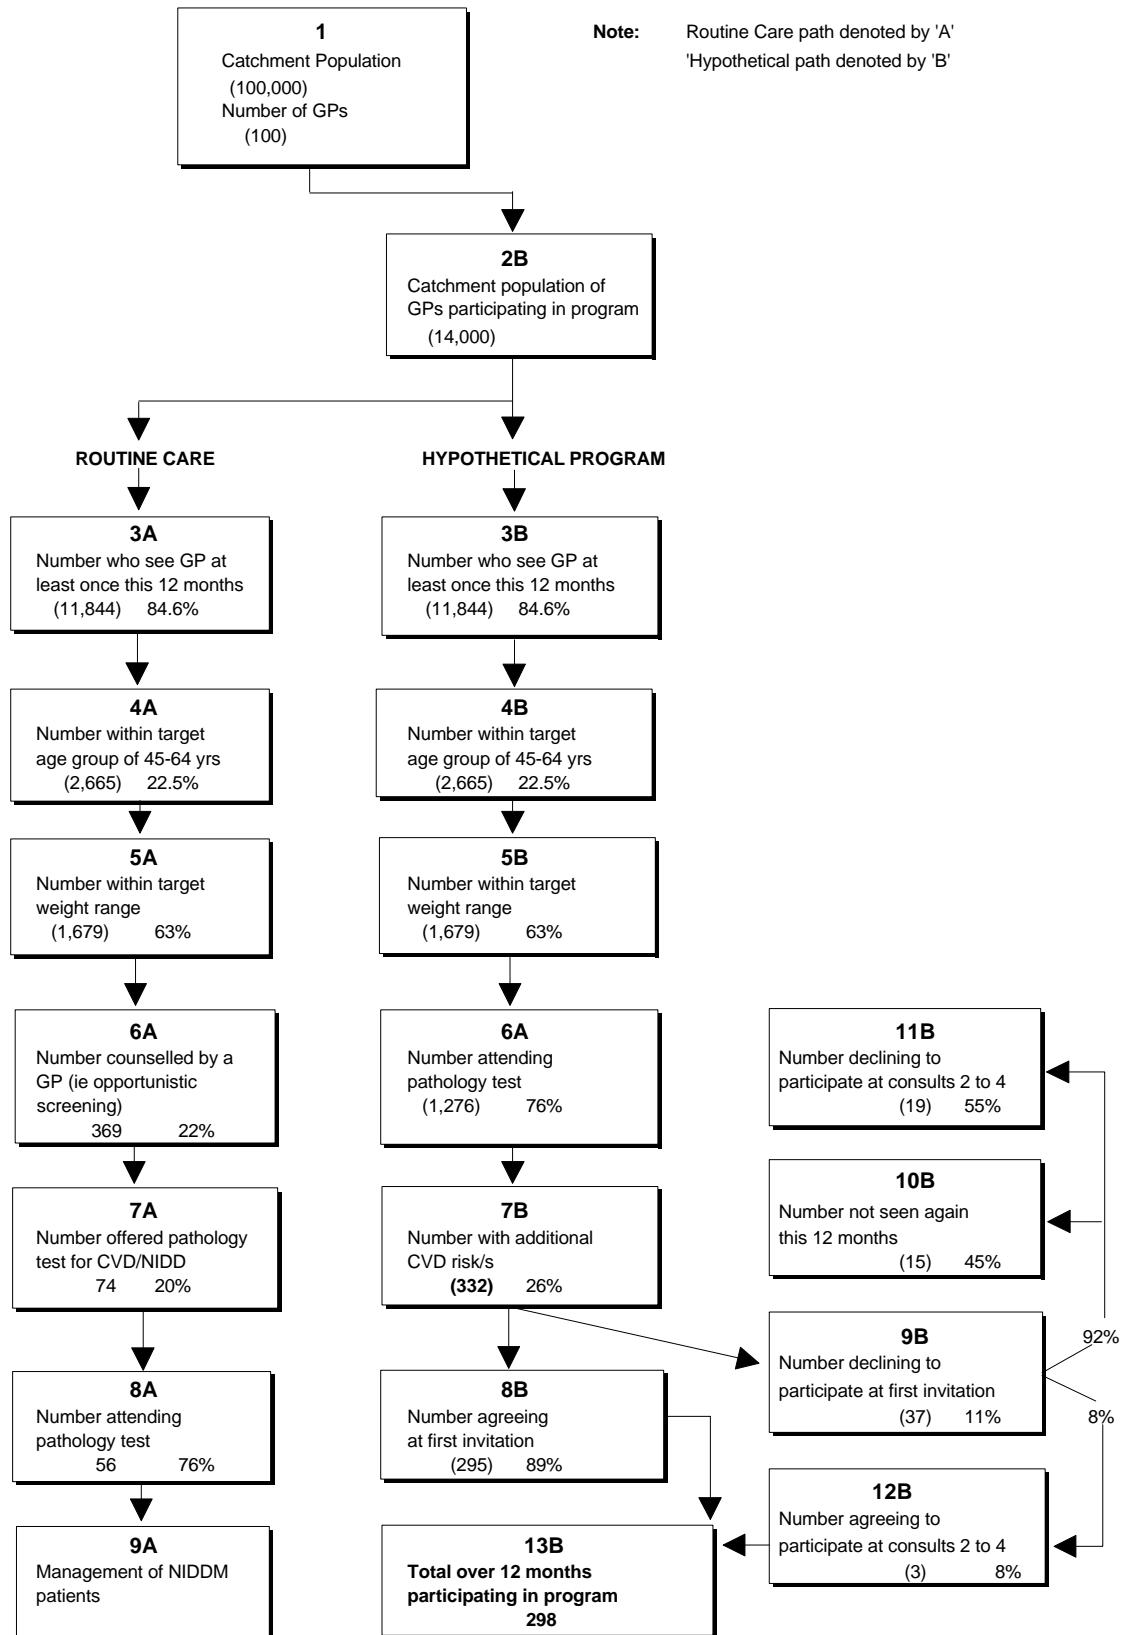 1
Catchment Population
(100,000)
Number of GPs
(100)
Note: Routine Care path denoted by 'A'
'Hypothetical path denoted by 'B'
2B
Catchment population of
GPs participating in program
(14,000)
ROUTINE CARE
HYPOTHETICAL PROGRAM
3A
Number who see GP at
least once this 12 months
(11,844) 84.6%
3B
Number who see GP at
least once this 12 months
(11,844) 84.6%
4A
Number within target
age group of 45-64 yrs
(2,665) 22.5%
4B
Number within target
age group of 45-64 yrs
(2,665) 22.5%
5A
Number within target
weight range
(1,679) 63%
5B
Number within target
weight range
(1,679) 63%
6A
Number counselled by a
GP (ie opportunistic
screening)
369 22%
6A
Number attending
pathology test
(1,276) 76%
11B
Number declining to
participate at consults 2 to 4
(19) 55%
7A
Number offered pathology
test for CVD/NIDD
74 20%
7B
Number with additional
CVD risk/s
(332) 26%
10B
Number not seen again
this 12 months
(15) 45%
9B
Number declining to
participate at first invitation
(37) 11%
92%
8%
8A
Number attending
pathology test
56 76%
8B
Number agreeing
at first invitation
(295) 89%
12B
Number agreeing to
participate at consults 2 to 4
(3) 8%
9A
Management of NIDDM
patients
13B
Total over 12 months
participating in program
298